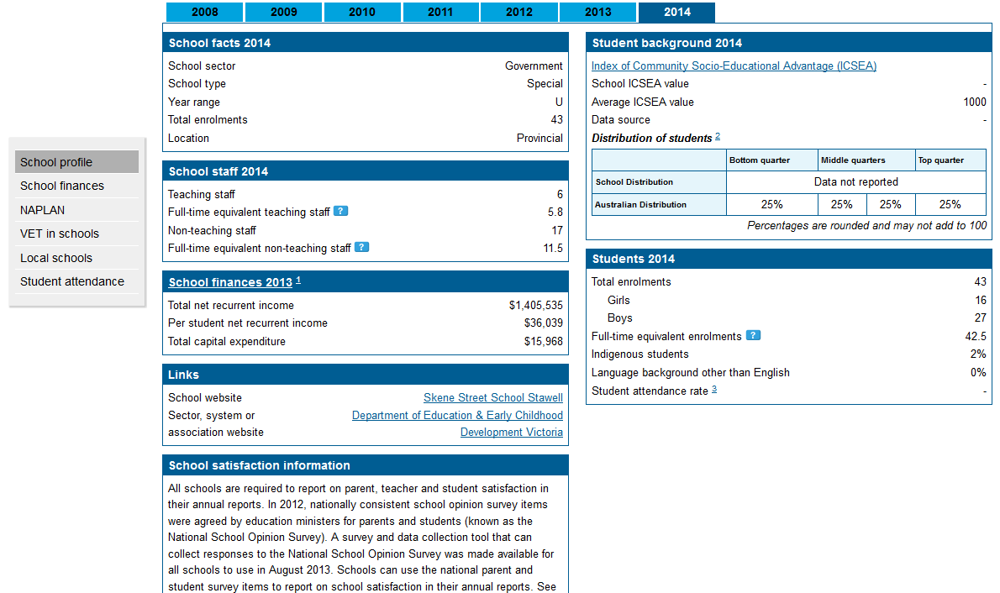 2008 2009 2010 2011 2012 2013 2014
School profile
School finances
NAPLAN
VET in schools
Local schools
Student attendance
School facts 2014
School sector Government
School type Special
Year range U
Total enrolments 43
Location Provincial
School staff 2014
Teaching staff 6
Full-time equivalent teaching staff ? 5.8
Non-teaching staff 17
Full-time equivalent non-teaching staff ? 11.5
School finances 2013 1
Total net recurrent income $1,405,535
Per student net recurrent income $36,039
Total capital expenditure $15,968
Links
School website Skene Street School Stawell
Sector, system or Department of Education & Early Childhood
association website Development Victoria
School satisfaction information
All schools are required to report on parent, teacher and student satisfaction in
their annual reports. In 2012, nationally consistent school opinion survey items
were agreed by education ministers for parents and students (known as the
National School Opinion Survey). A survey and data collection tool that can
collect responses to the National School Opinion Survey was made available for
all schools to use in August 2013. Schools can use the national parent and
student survey items to report on school satisfaction in their annual reports. See
Student background 2014
Index of Community Socio-Educational Advantage (ICSEA)
School ICSEA value -
Average ICSEA value 1000
Data source -
Distribution of students 2
Bottom quarter Middle quarters Top quarter
School Distribution Data not reported
Australian Distribution 25% 25% 25% 25%
Percentages are rounded and may not add to 100
Students 2014
Total enrolments 43
Girls 16
Boys 27
Full-time equivalent enrolments ? 42.5
Indigenous students 2%
Language background other than English 0%
Student attendance rate 3 -